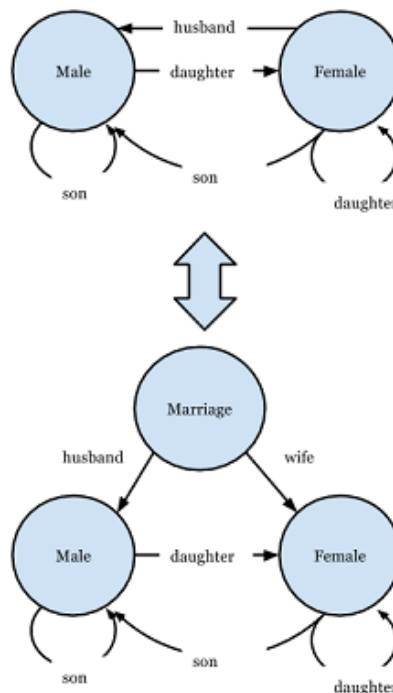 husband
Male
daughter
Female
son
son
daughter
Marriage
husband
wife
Male
daughter
Female
son
son
daughter